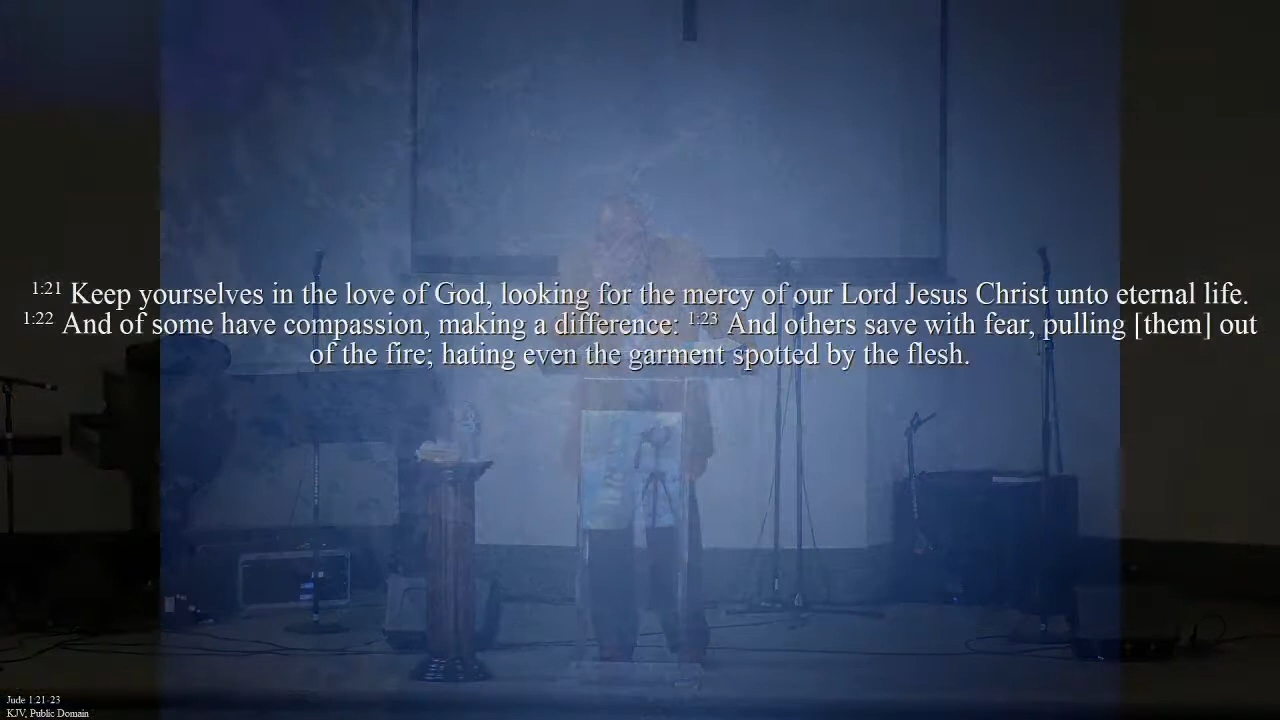 1:21 Keep yourselves in the love of God, looking for the mercy of our Lord Jesus Christ unto eternal life.
1:22 And of some have compassion, making a difference: 1:23 And others save with fear, pulling [them] out
of the fire; hating even the garment spotted by the flesh.
Jude 1:21-23
KJV, Public Domain